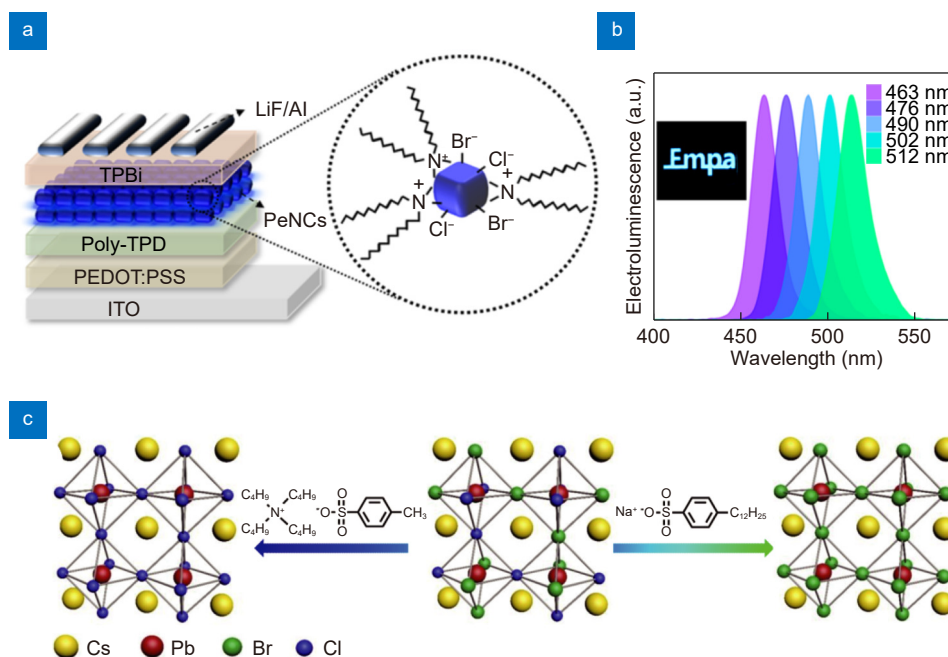 a
LiF/Al
TPBi
PeNCs
Poly-TPD
PEDOT:PSS
ITO
Br⁻
Cl⁻
N⁺
N
+
N
+
Cl⁻
Br⁻
b
Electroluminescence (a.u.)
463 nm
476 nm
490 nm
502 nm
512 nm
Empa
400 450 500 550
Wavelength (nm)
c
C₄H₉ C₄H₉
N⁺
C₄H₉ C₄H₉
O
⁻O S
O
CH₃
O
Na⁺ ⁻O S C₁₂H₂₅
O
Cs Pb Br Cl